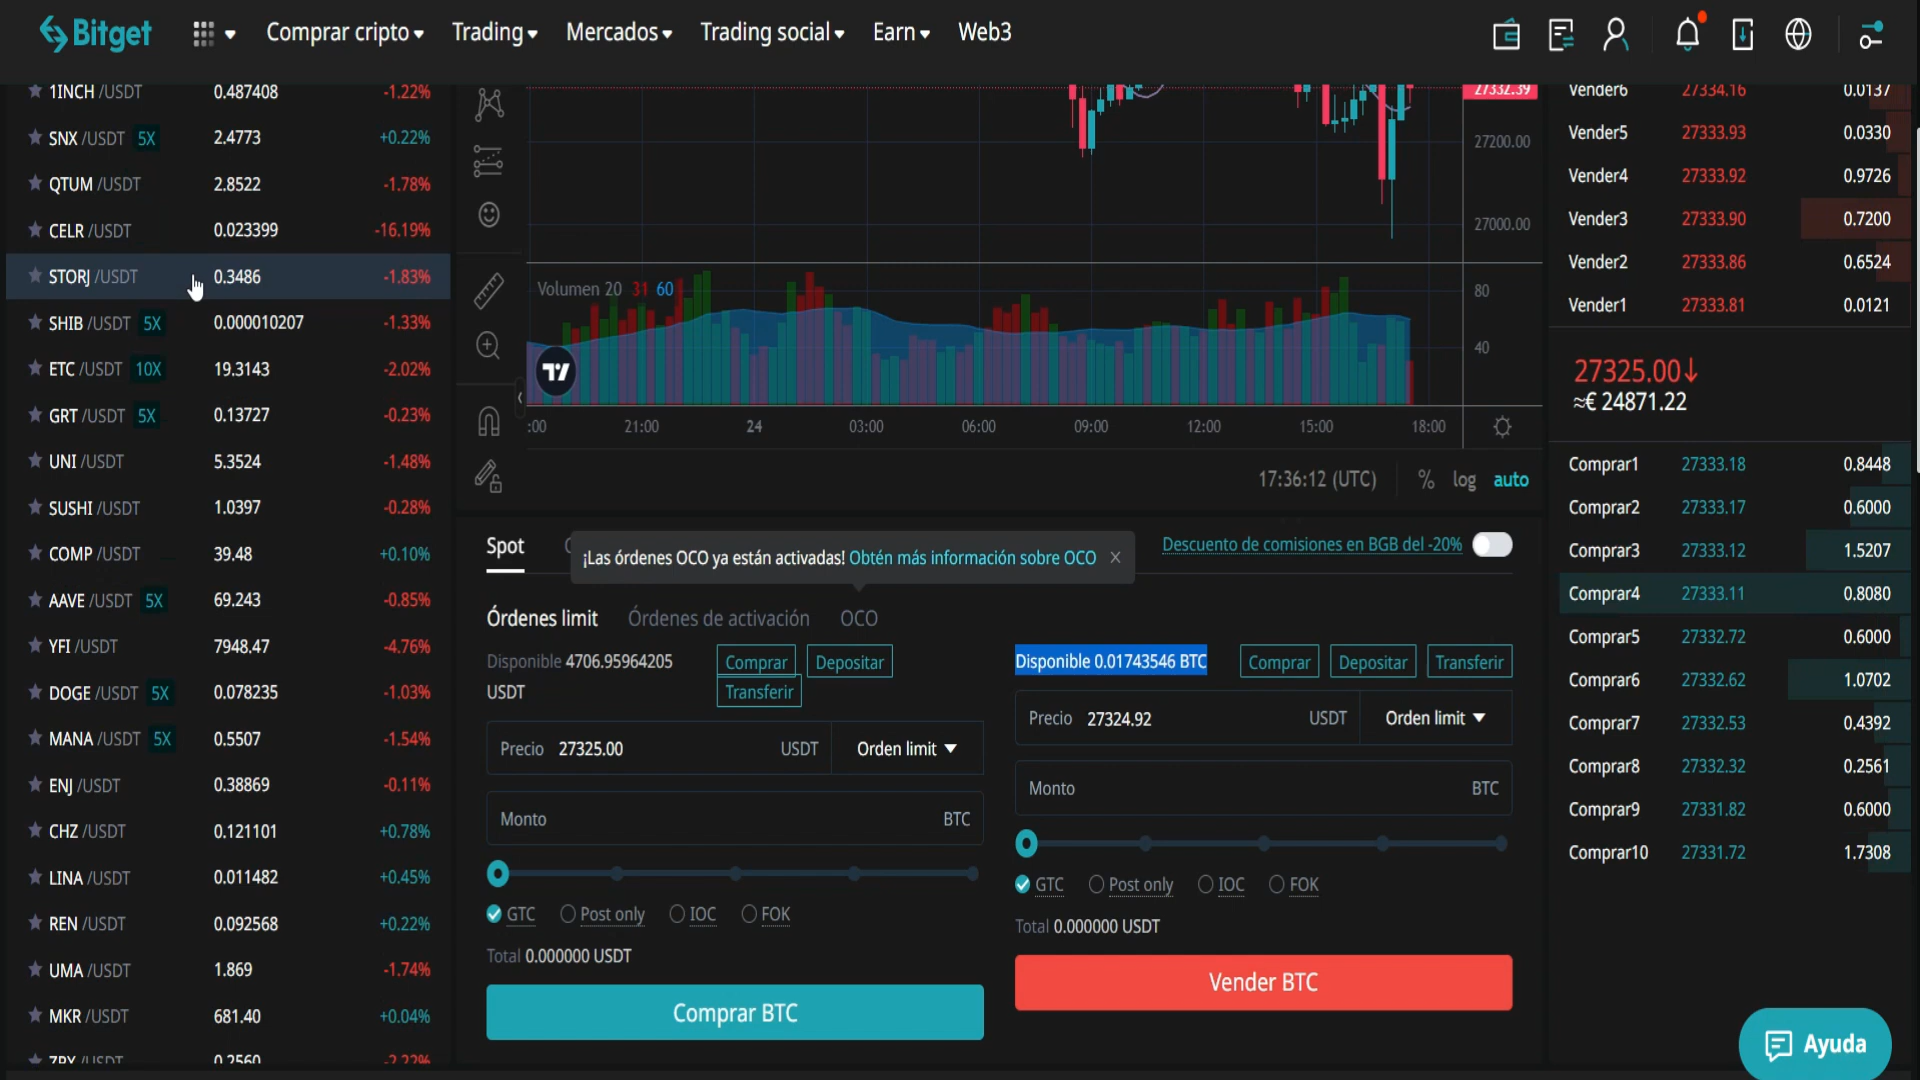 Bitget
Comprar cripto
Trading
Mercados
Trading social
Earn
Web3
1INCH /USDT 0.487408 -1.22%
SNX /USDT 5X 2.4773 +0.22%
QTUM /USDT 2.8522 -1.78%
CELR /USDT 0.023399 -16.19%
STORJ /USDT 0.3486 -1.83%
SHIB /USDT 5X 0.000010207 -1.33%
ETC /USDT 10X 19.3143 -2.02%
GRT /USDT 5X 0.13727 -0.23%
UNI /USDT 5.3524 -1.48%
SUSHI /USDT 1.0397 -0.28%
COMP /USDT 39.48 +0.10%
AAVE /USDT 5X 69.243 -0.85%
YFI /USDT 7948.47 -4.76%
DOGE /USDT 5X 0.078235 -1.03%
MANA /USDT 5X 0.5507 -1.54%
ENJ /USDT 0.38869 -0.11%
CHZ /USDT 0.121101 +0.78%
LINA /USDT 0.011482 +0.45%
REN /USDT 0.092568 +0.22%
UMA /USDT 1.869 -1.74%
MKR /USDT 681.40 +0.04%
ZRX /USDT 0.2560 -2.22%
27332.39
27200.00
27000.00
Volumen 20 31 60
80
40
:00 21:00 24 03:00 06:00 09:00 12:00 15:00 18:00
17:36:12 (UTC) % log auto
Spot
¡Las órdenes OCO ya están activadas! Obtén más información sobre OCO
Descuento de comisiones en BGB del -20%
Órdenes limit Órdenes de activación OCO
Disponible 4706.95964205
USDT
Comprar Depositar
Transferir
Precio 27325.00 USDT Orden limit
Monto BTC
GTC Post only IOC FOK
Total 0.000000 USDT
Comprar BTC
Disponible 0.01743546 BTC
Comprar Depositar Transferir
Precio 27324.92 USDT Orden limit
Monto BTC
GTC Post only IOC FOK
Total 0.000000 USDT
Vender BTC
Vender6 27334.16 0.0137
Vender5 27333.93 0.0330
Vender4 27333.92 0.9726
Vender3 27333.90 0.7200
Vender2 27333.86 0.6524
Vender1 27333.81 0.0121
27325.00↓
≈€ 24871.22
Comprar1 27333.18 0.8448
Comprar2 27333.17 0.6000
Comprar3 27333.12 1.5207
Comprar4 27333.11 0.8080
Comprar5 27332.72 0.6000
Comprar6 27332.62 1.0702
Comprar7 27332.53 0.4392
Comprar8 27332.32 0.2561
Comprar9 27331.82 0.6000
Comprar10 27331.72 1.7308
Ayuda